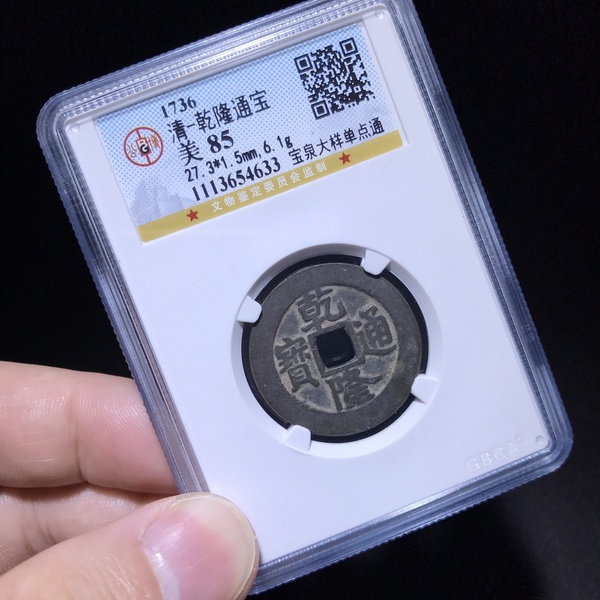 1736
清-乾隆通宝
美 85
27.3*1.5mm,6.1g 宝泉大样单点通
1113654633
文物鉴定委员会监制
乾隆通寶
GBCA